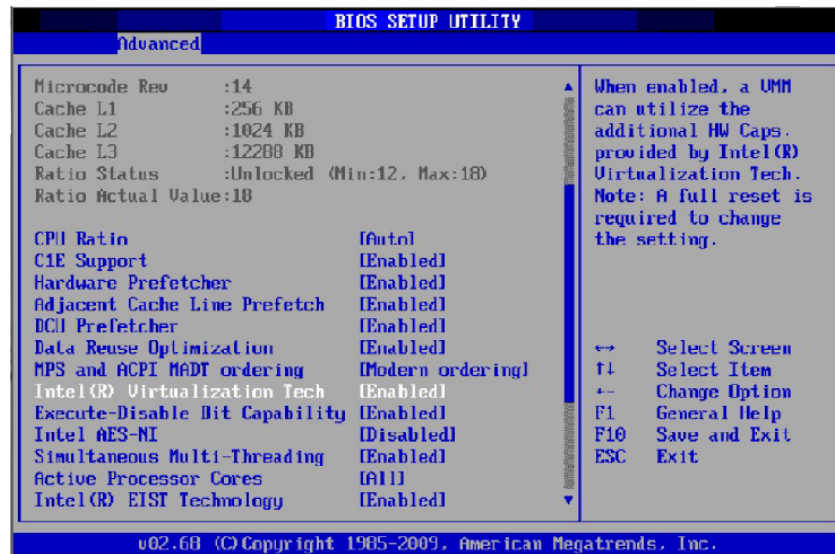 BIOS SETUP UTILITY
Advanced
Microcode Rev :14
Cache L1 :256 KB
Cache L2 :1024 KB
Cache L3 :12288 KB
Ratio Status :Unlocked (Min:12, Max:18)
Ratio Actual Value:18
CPU Ratio [Auto]
C1E Support [Enabled]
Hardware Prefetcher [Enabled]
Adjacent Cache Line Prefetch [Enabled]
DCU Prefetcher [Enabled]
Data Reuse Optimization [Enabled]
MPS and ACPI MADT ordering [Modern ordering]
Intel(R) Virtualization Tech [Enabled]
Execute-Disable Bit Capability [Enabled]
Intel AES-NI [Disabled]
Simultaneous Multi-Threading [Enabled]
Active Processor Cores [All]
Intel(R) EIST Technology [Enabled]
When enabled, a VMM
can utilize the
additional HW Caps.
provided by Intel(R)
Virtualization Tech.
Note: A full reset is
required to change
the setting.
↔ Select Screen
↑↓ Select Item
+- Change Option
F1 General Help
F10 Save and Exit
ESC Exit
v02.68 (C)Copyright 1985-2009, American Megatrends, Inc.